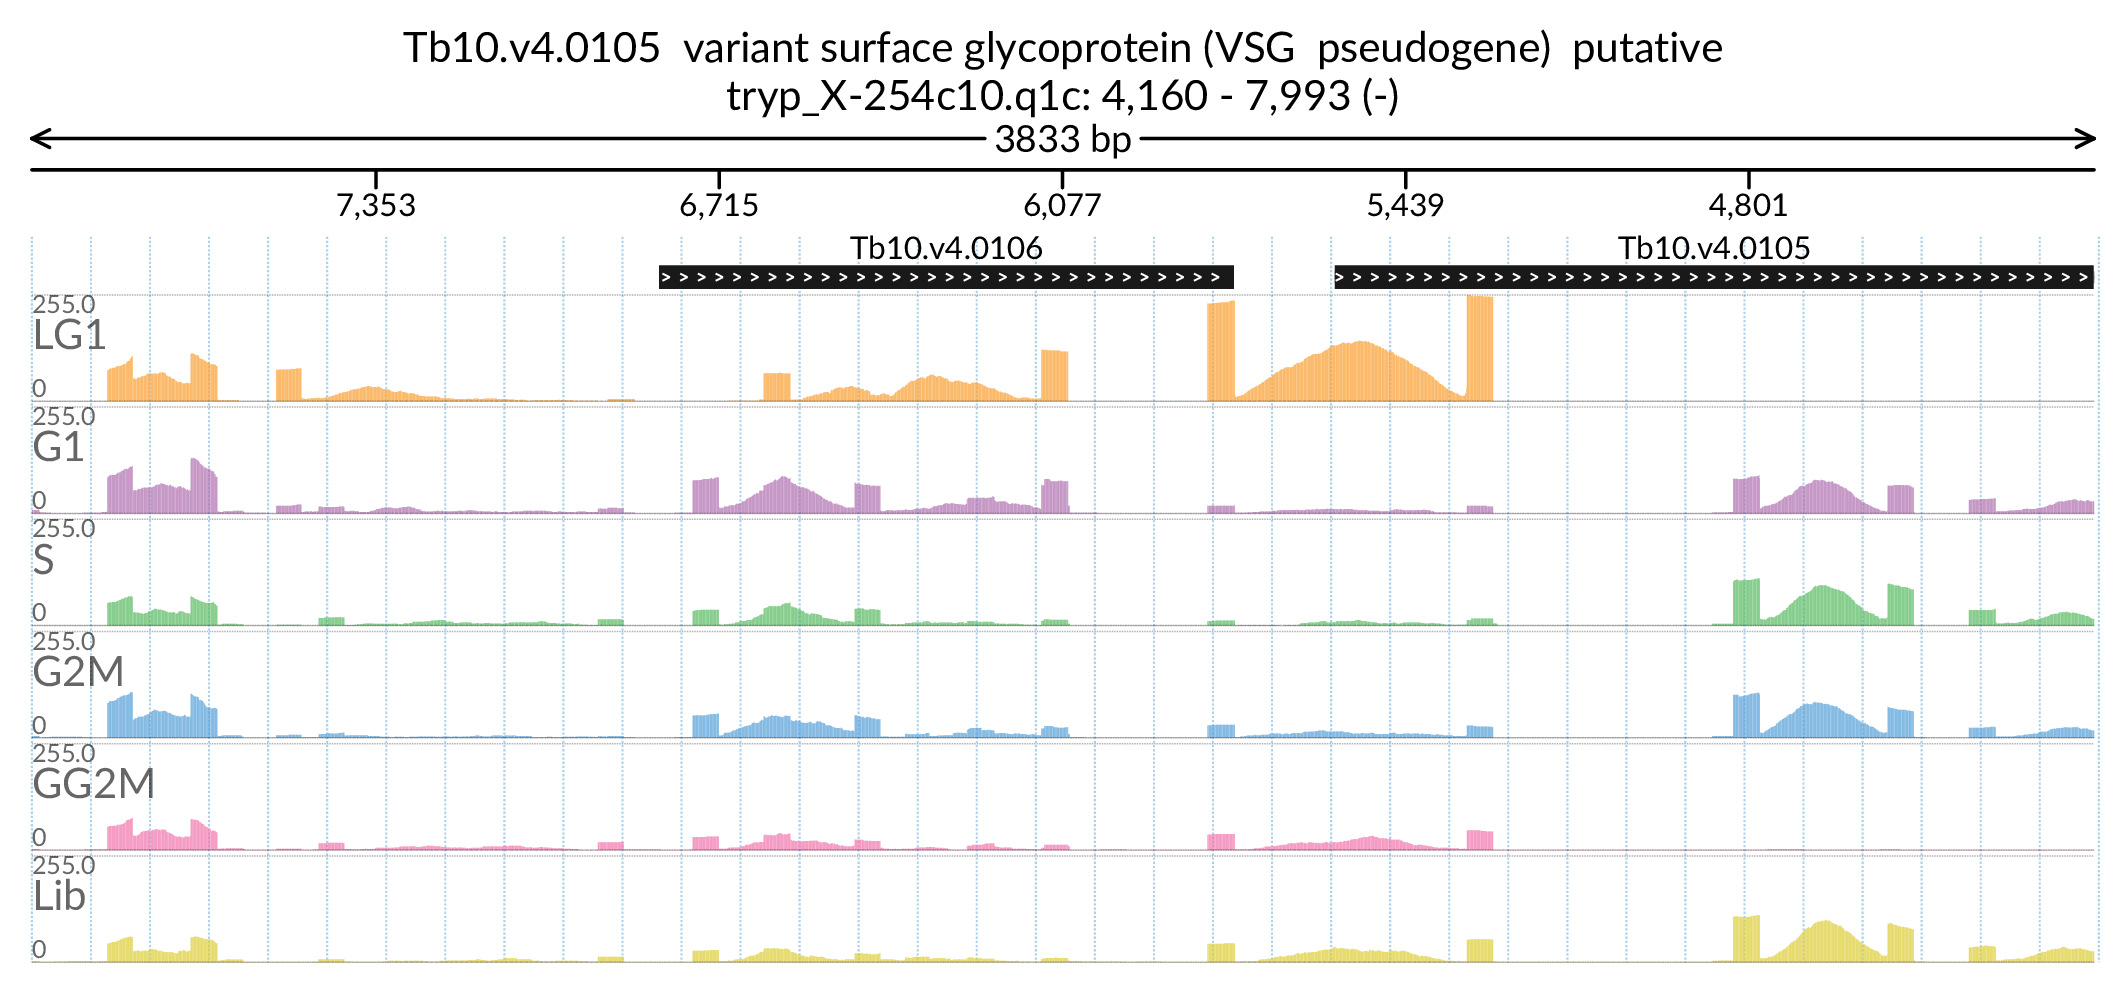 Tb10.v4.0105 variant surface glycoprotein (VSG pseudogene) putative
tryp_X-254c10.q1c: 4,160 - 7,993 (-)
3833 bp
7,353 6,715 6,077 5,439 4,801
Tb10.v4.0106 Tb10.v4.0105
255.0
LG1
0
255.0
G1
0
255.0
S
0
255.0
G2M
0
255.0
GG2M
0
255.0
Lib
0